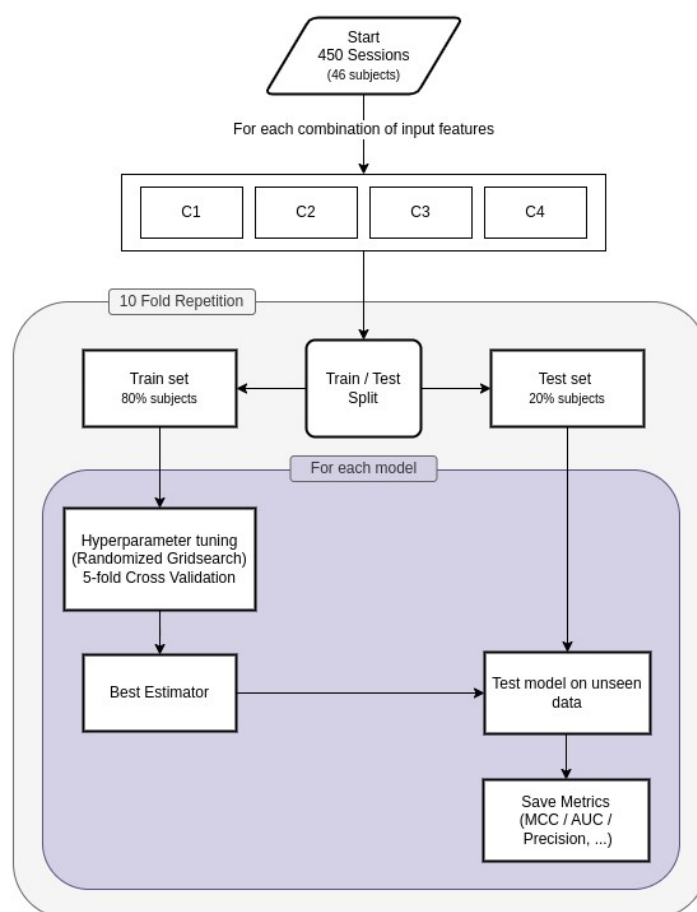 Start
450 Sessions
(46 subjects)
For each combination of input features
C1
C2
C3
C4
10 Fold Repetition
Train set
80% subjects
Train / Test
Split
Test set
20% subjects
For each model
Hyperparameter tuning
(Randomized Gridsearch)
5-fold Cross Validation
Best Estimator
Test model on unseen
data
Save Metrics
(MCC / AUC /
Precision, ...)